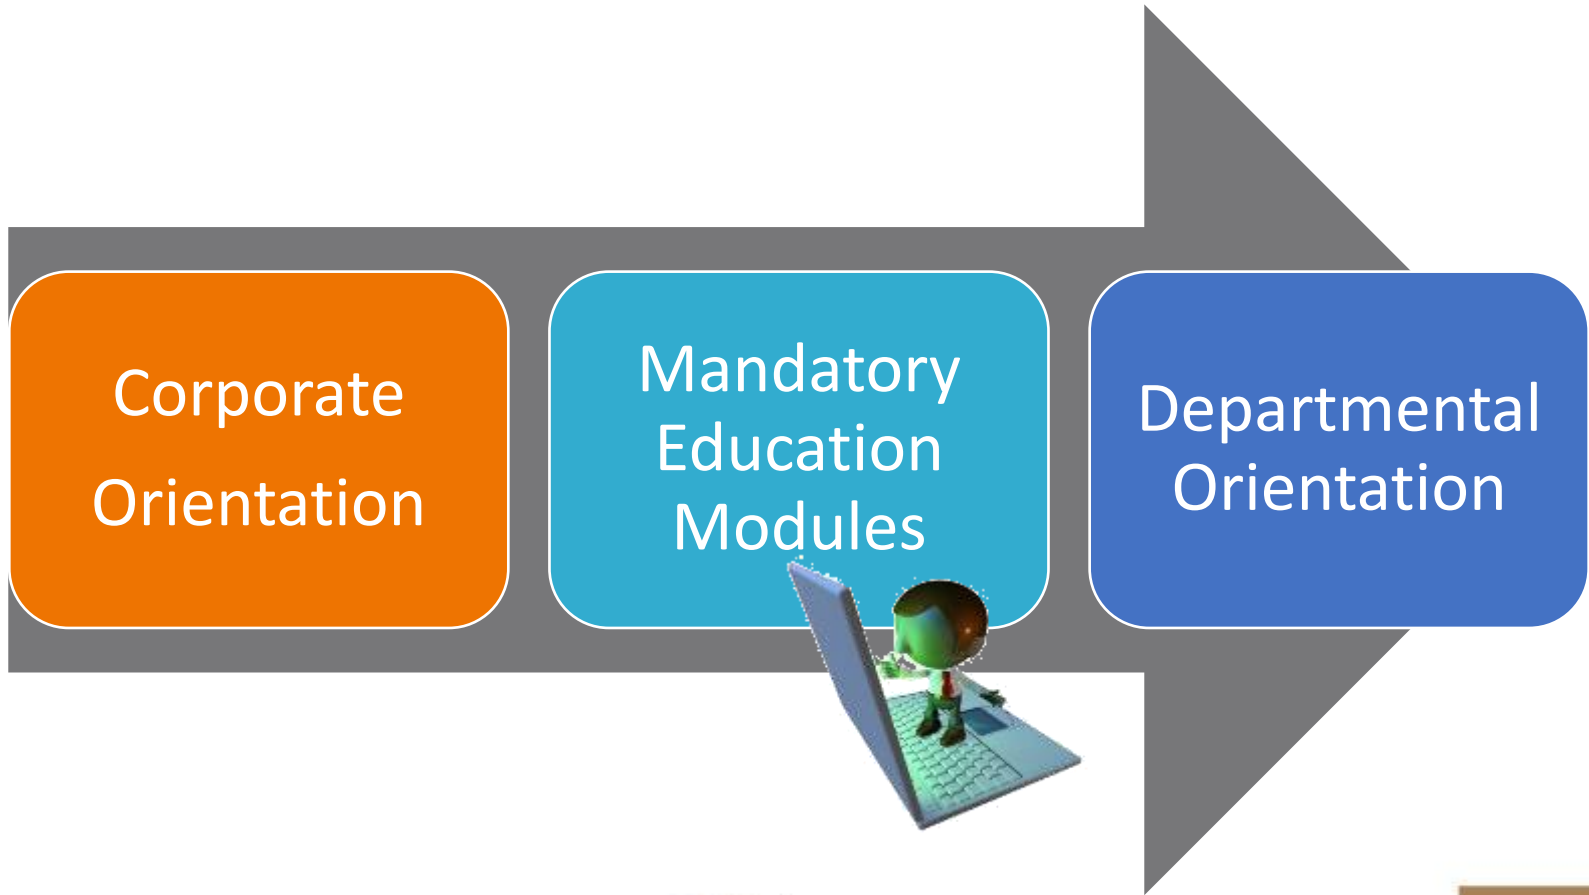 Corporate
Orientation
Mandatory
Education
Modules
Departmental
Orientation